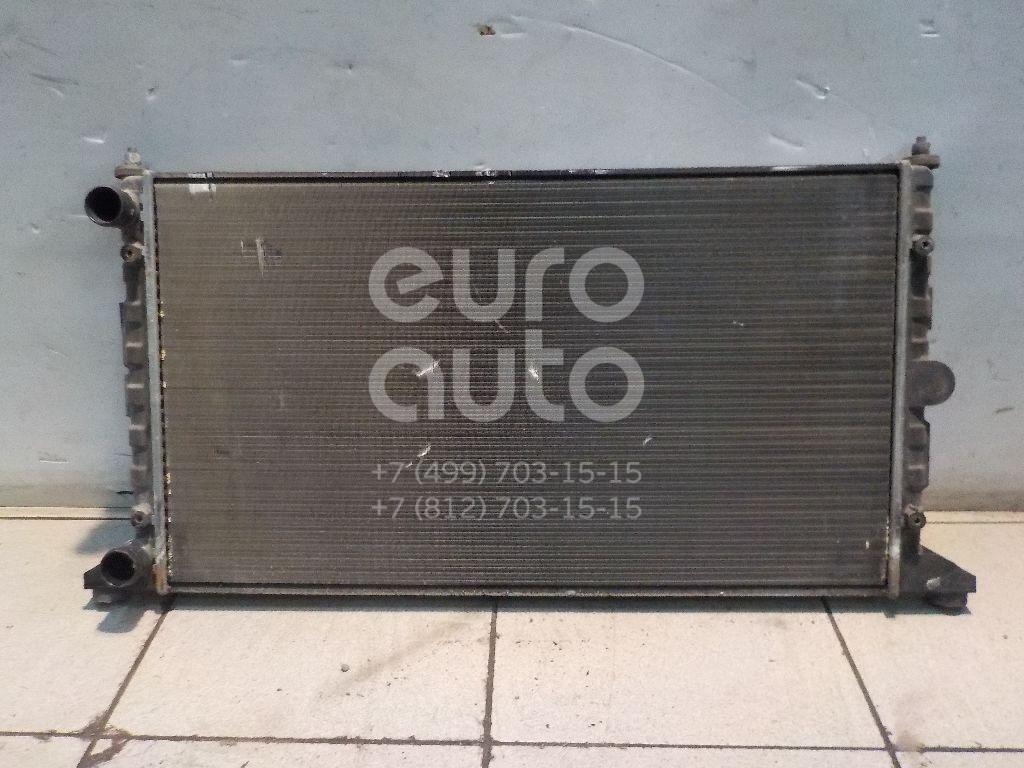 euro
auto
+7 (499) 703-15-15
+7 (812) 703-15-15